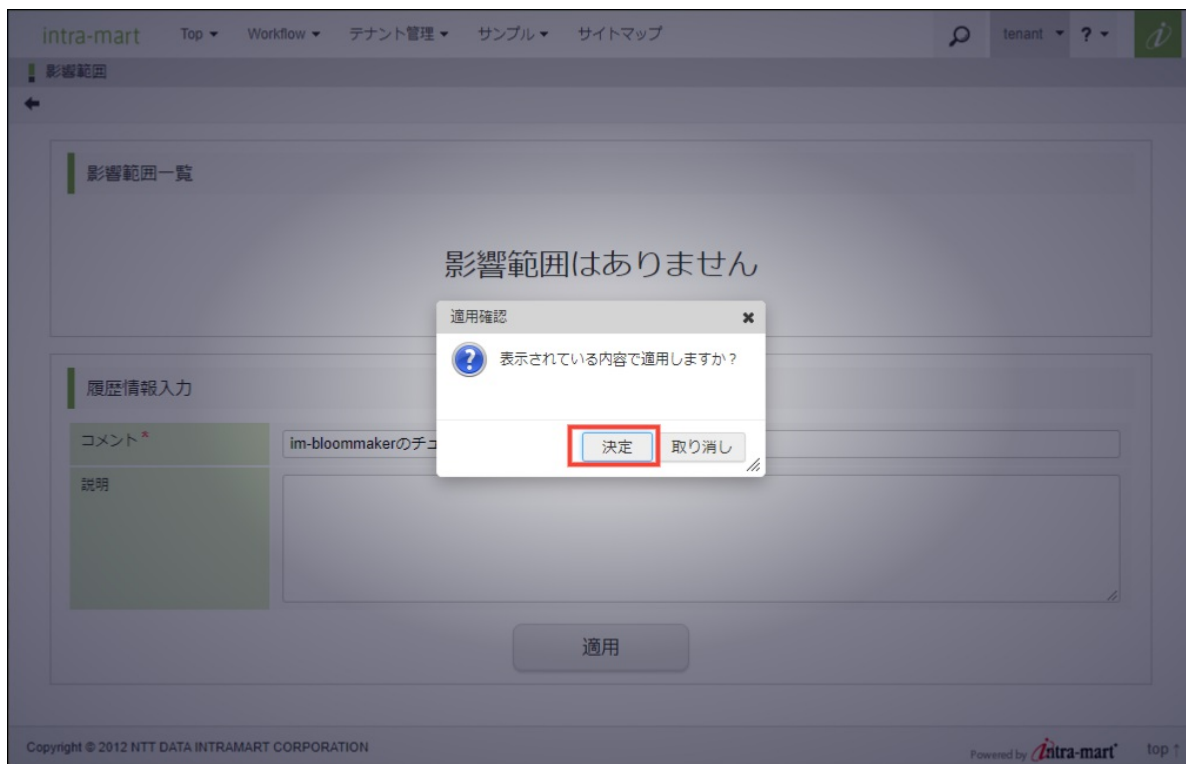 intra-mart Top Workflow テナント管理 サンプル サイトマップ tenant ?
影響範囲
影響範囲一覧
影響範囲はありません
適用確認
表示されている内容で適用しますか？
決定 取り消し
履歴情報入力
コメント*
im-bloommakerのチュ
説明
適用
Copyright © 2012 NTT DATA INTRAMART CORPORATION
Powered by intra-mart top ↑